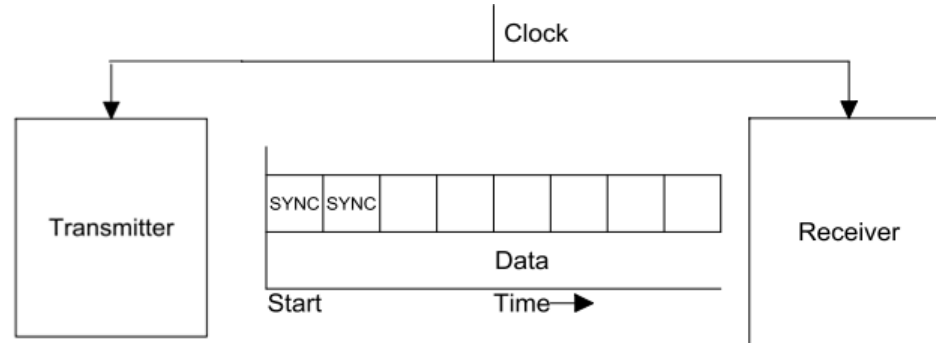 Clock
Transmitter
SYNC SYNC
Receiver
Data
Start
Time